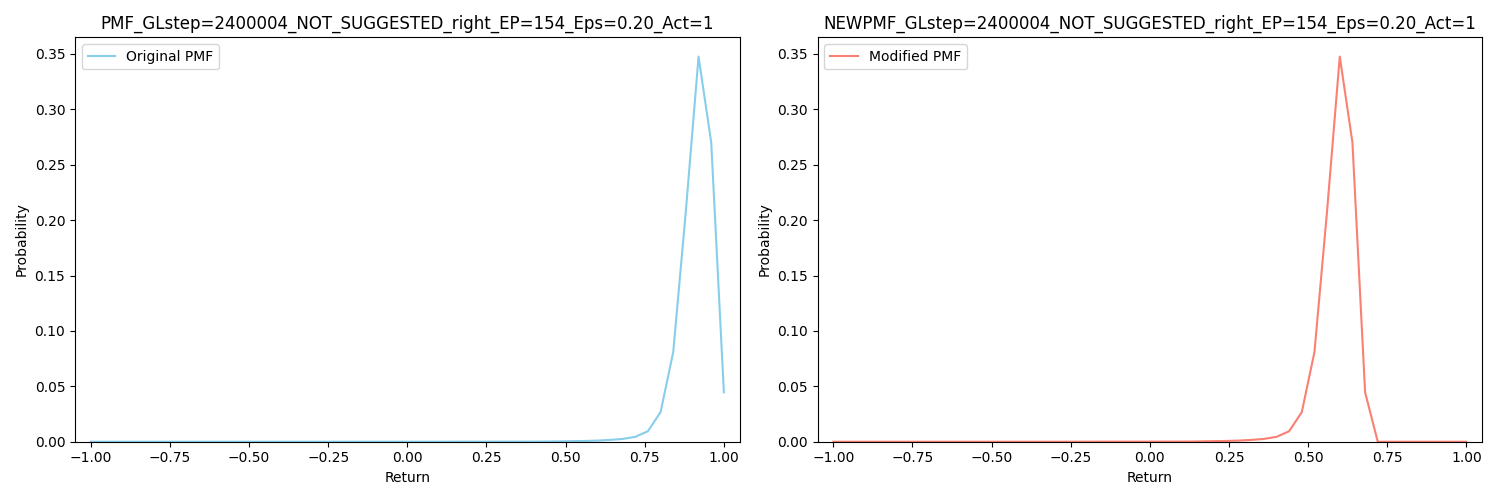 PMF_GLstep=2400004_NOT_SUGGESTED_right_EP=154_Eps=0.20_Act=1
Original PMF
0.35
0.30
0.25
0.20
0.15
0.10
0.05
0.00
Probability
−1.00 −0.75 −0.50 −0.25 0.00 0.25 0.50 0.75 1.00
Return
NEWPMF_GLstep=2400004_NOT_SUGGESTED_right_EP=154_Eps=0.20_Act=1
Modified PMF
0.35
0.30
0.25
0.20
0.15
0.10
0.05
0.00
Probability
−1.00 −0.75 −0.50 −0.25 0.00 0.25 0.50 0.75 1.00
Return